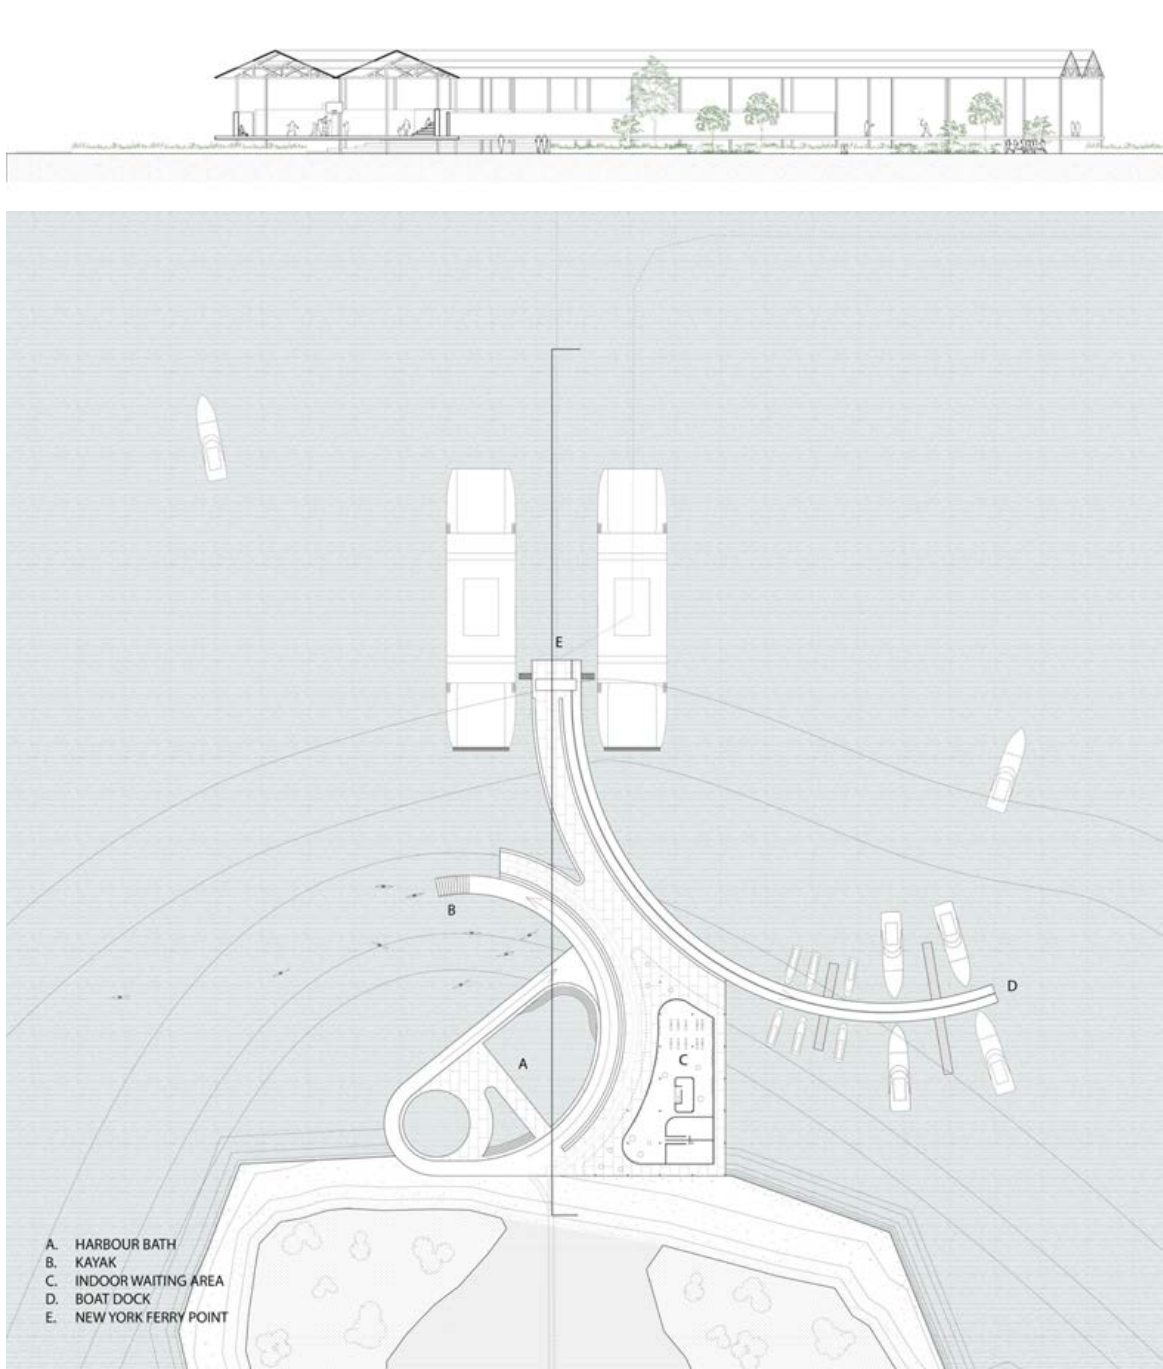 E
B
D
A
C
A. HARBOUR BATH
B. KAYAK
C. INDOOR WAITING AREA
D. BOAT DOCK
E. NEW YORK FERRY POINT